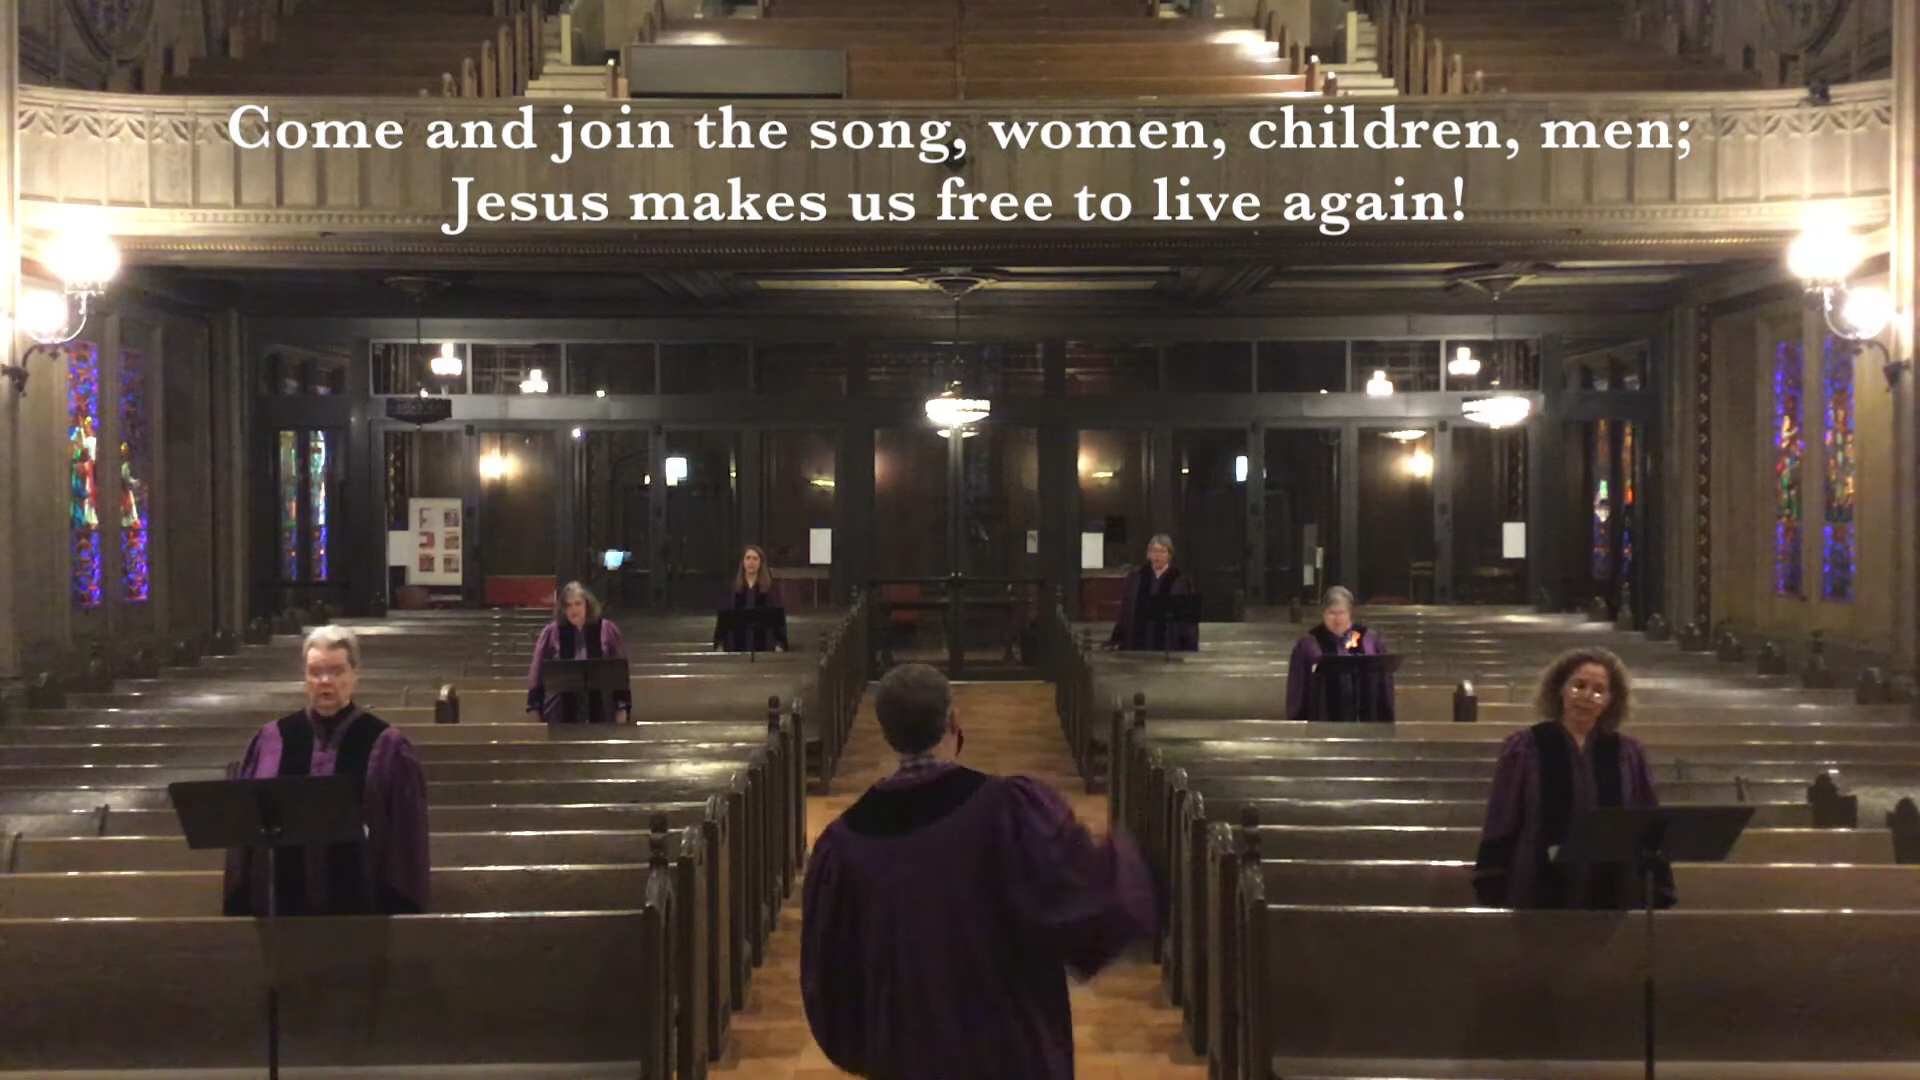 Come and join the song, women, children, men;
Jesus makes us free to live again!